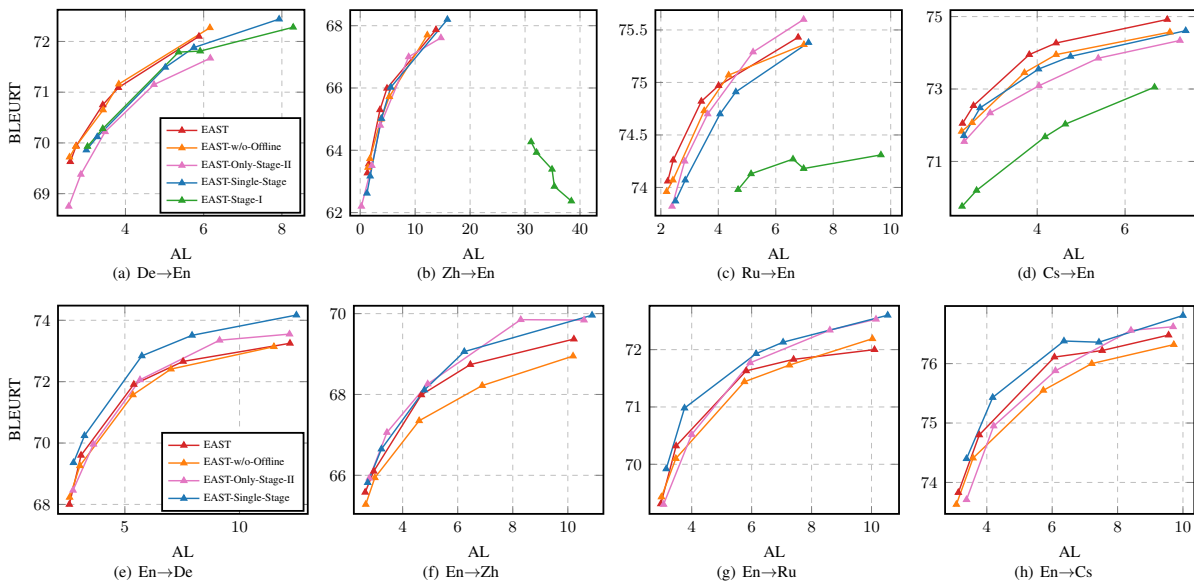 BLEURT
72
71
70
69
EAST
EAST-w/o-Offline
EAST-Only-Stage-II
EAST-Single-Stage
EAST-Stage-I
4
6
8
AL
(a) De→En
68
66
64
62
0
10
20
30
40
AL
(b) Zh→En
75.5
75
74.5
74
2
4
6
8
10
AL
(c) Ru→En
75
73
71
4
6
AL
(d) Cs→En
BLEURT
74
72
70
68
EAST
EAST-w/o-Offline
EAST-Only-Stage-II
EAST-Single-Stage
5
10
AL
(e) En→De
70
68
66
4
6
8
10
AL
(f) En→Zh
72
71
70
4
6
8
10
AL
(g) En→Ru
76
75
74
4
6
8
10
AL
(h) En→Cs